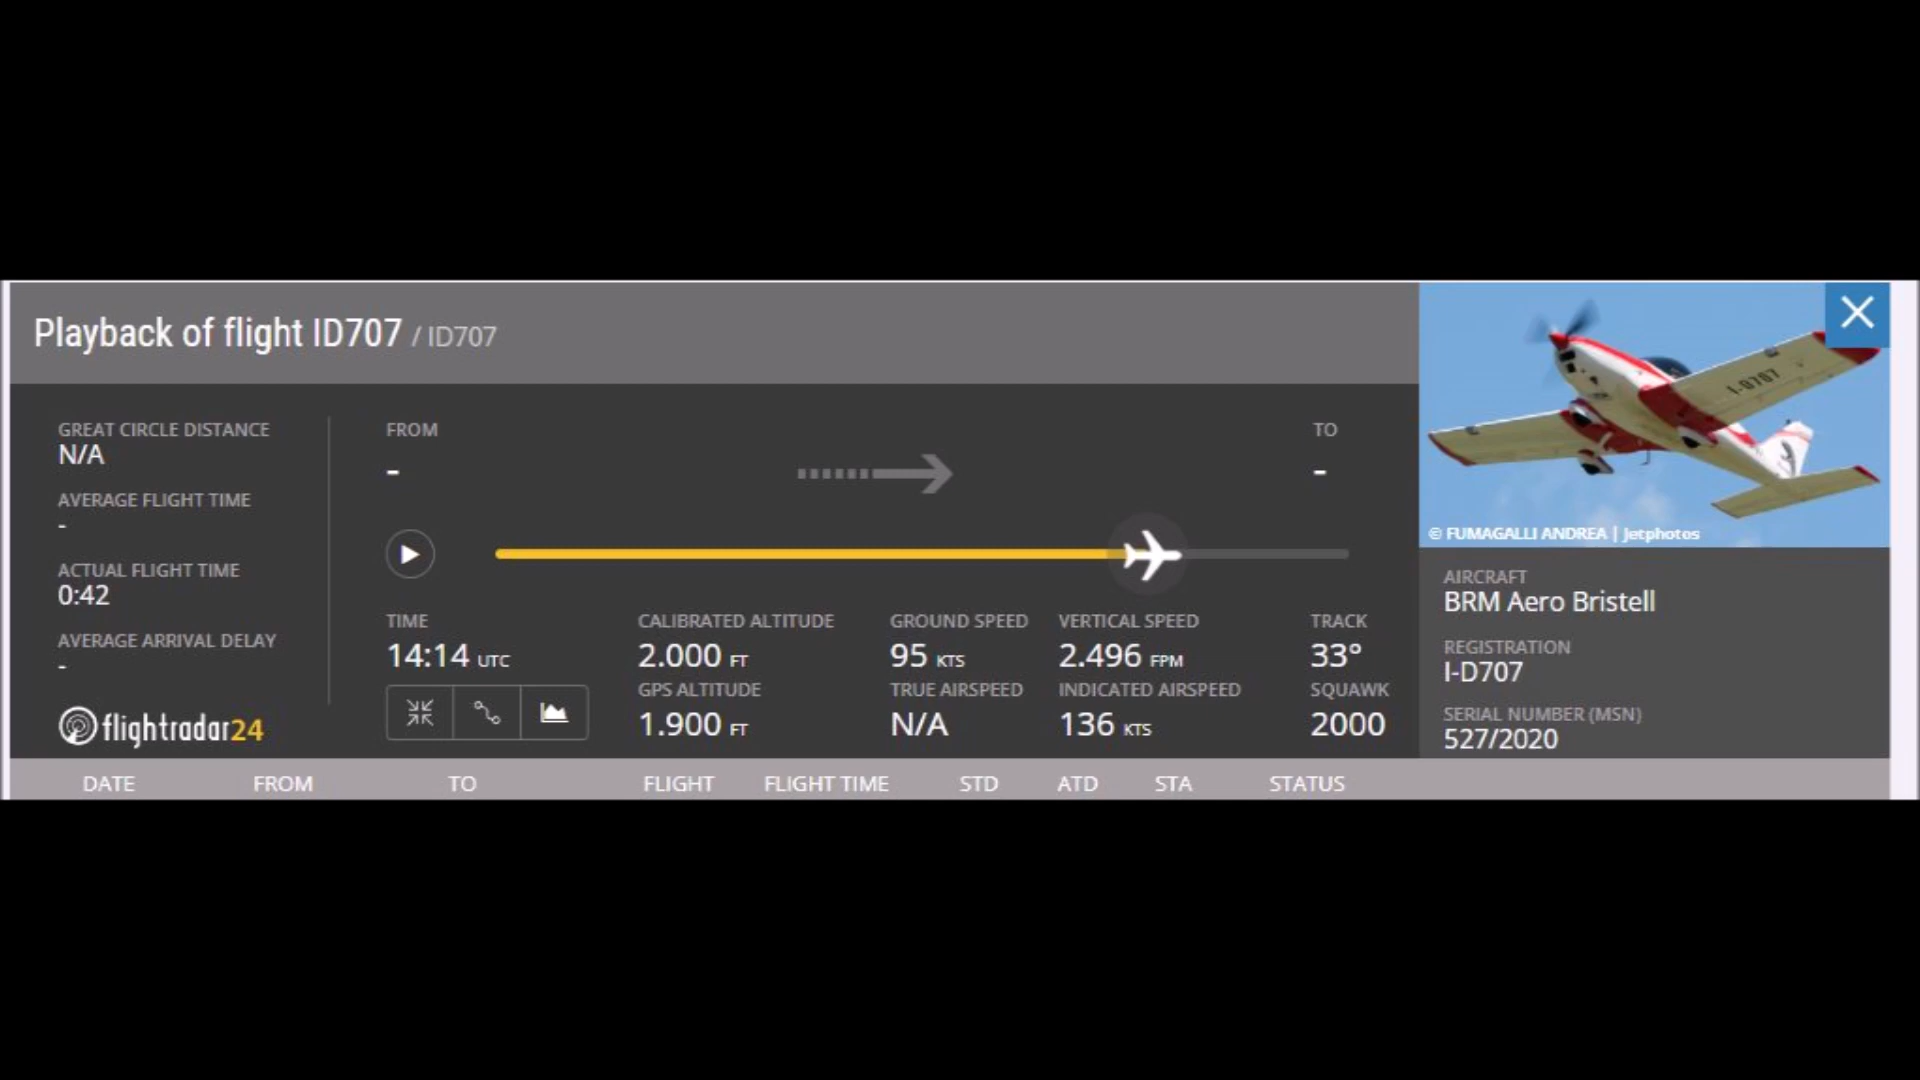 Playback of flight ID707 / ID707
GREAT CIRCLE DISTANCE
N/A
AVERAGE FLIGHT TIME
-
ACTUAL FLIGHT TIME
0:42
AVERAGE ARRIVAL DELAY
-
flightradar24
FROM
-
TO
-
TIME
14:14 UTC
CALIBRATED ALTITUDE
2.000 FT
GPS ALTITUDE
1.900 FT
GROUND SPEED
95 KTS
TRUE AIRSPEED
N/A
VERTICAL SPEED
2.496 FPM
INDICATED AIRSPEED
136 KTS
TRACK
33°
SQUAWK
2000
I-D707
© FUMAGALLI ANDREA | Jetphotos
AIRCRAFT
BRM Aero Bristell
REGISTRATION
I-D707
SERIAL NUMBER (MSN)
527/2020
DATE FROM TO FLIGHT FLIGHT TIME STD ATD STA STATUS